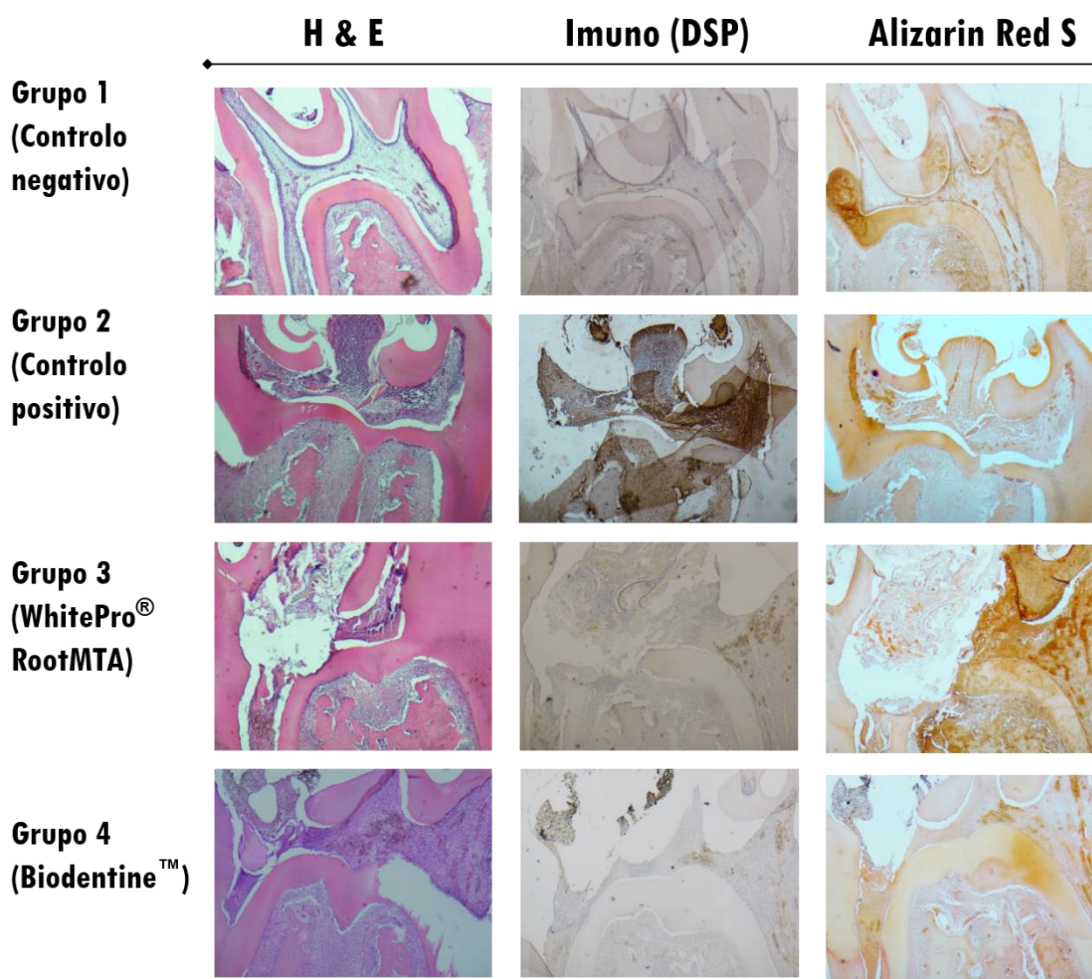 H & E
Imuno (DSP)
Alizarin Red S
Grupo 1
(Controlo
negativo)
Grupo 2
(Controlo
positivo)
Grupo 3
(WhitePro®
RootMTA)
Grupo 4
(Biodentine™)